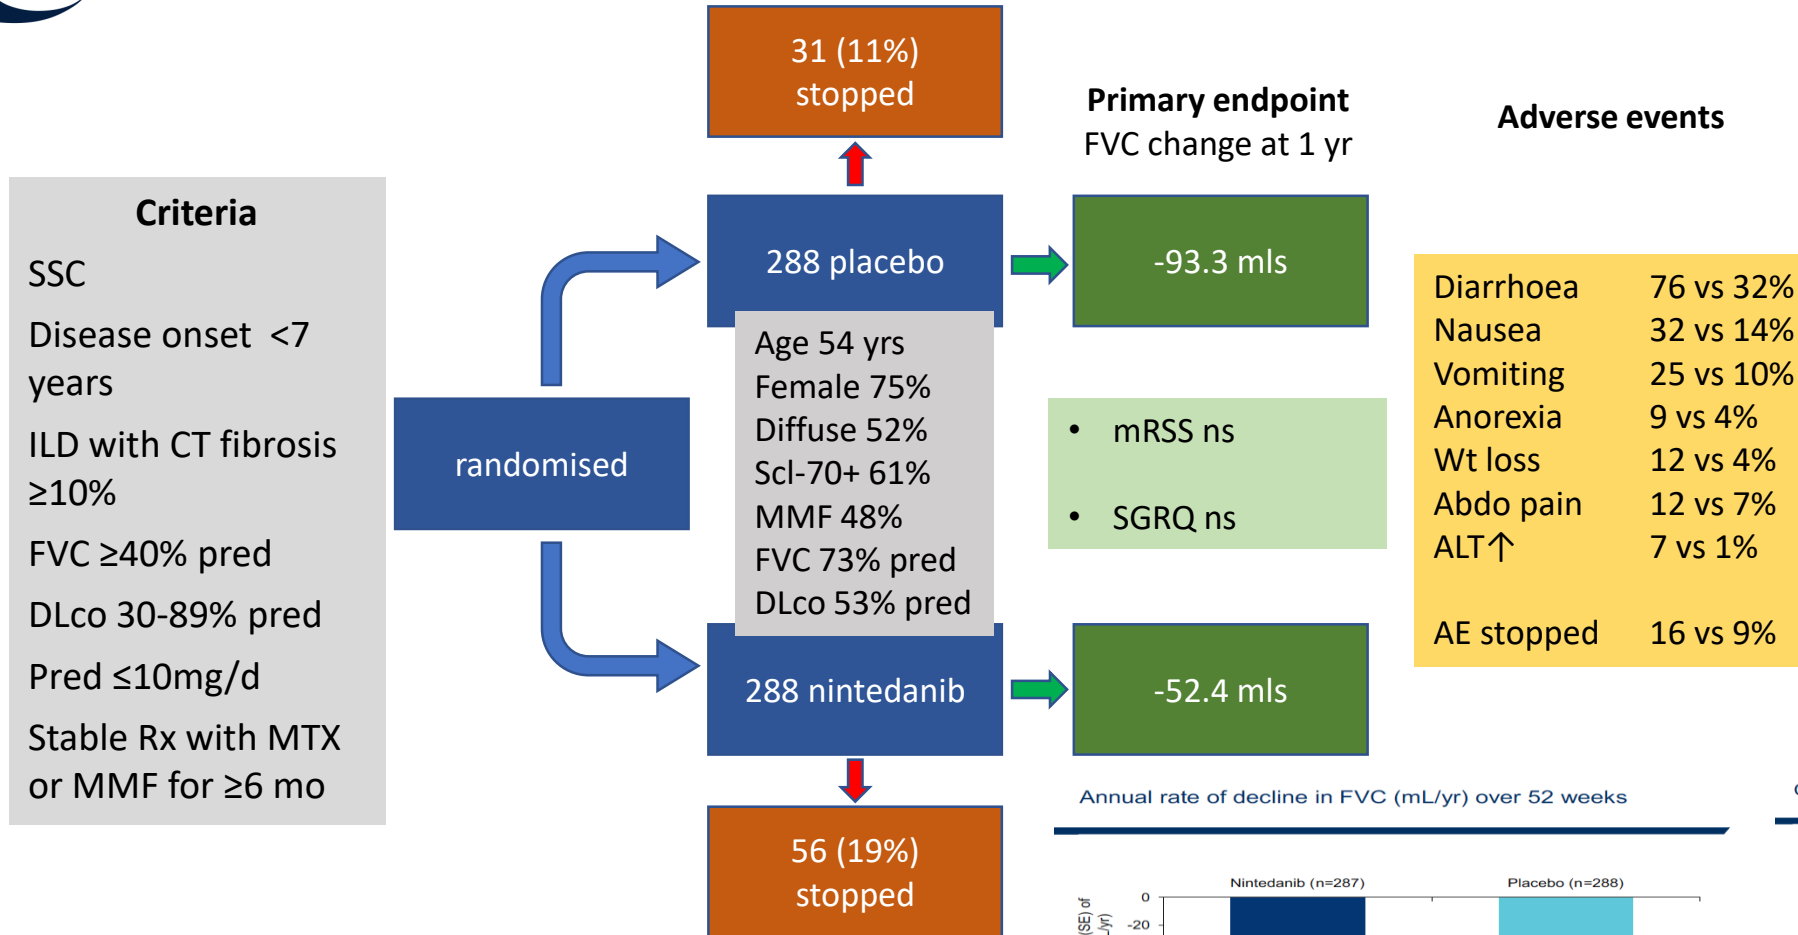 Criteria
SSC
Disease onset <7
years
ILD with CT fibrosis
≥10%
FVC ≥40% pred
DLco 30-89% pred
Pred ≤10mg/d
Stable Rx with MTX
or MMF for ≥6 mo
randomised
31 (11%)
stopped
288 placebo
Age 54 yrs
Female 75%
Diffuse 52%
Scl-70+ 61%
MMF 48%
FVC 73% pred
DLco 53% pred
288 nintedanib
56 (19%)
stopped
Primary endpoint
FVC change at 1 yr
-93.3 mls
• mRSS ns
• SGRQ ns
-52.4 mls
Adverse events
Diarrhoea 76 vs 32%
Nausea 32 vs 14%
Vomiting 25 vs 10%
Anorexia 9 vs 4%
Wt loss 12 vs 4%
Abdo pain 12 vs 7%
ALT↑ 7 vs 1%
AE stopped 16 vs 9%
Annual rate of decline in FVC (mL/yr) over 52 weeks
Nintedanib (n=287) Placebo (n=288)
0
-20
(SE) of